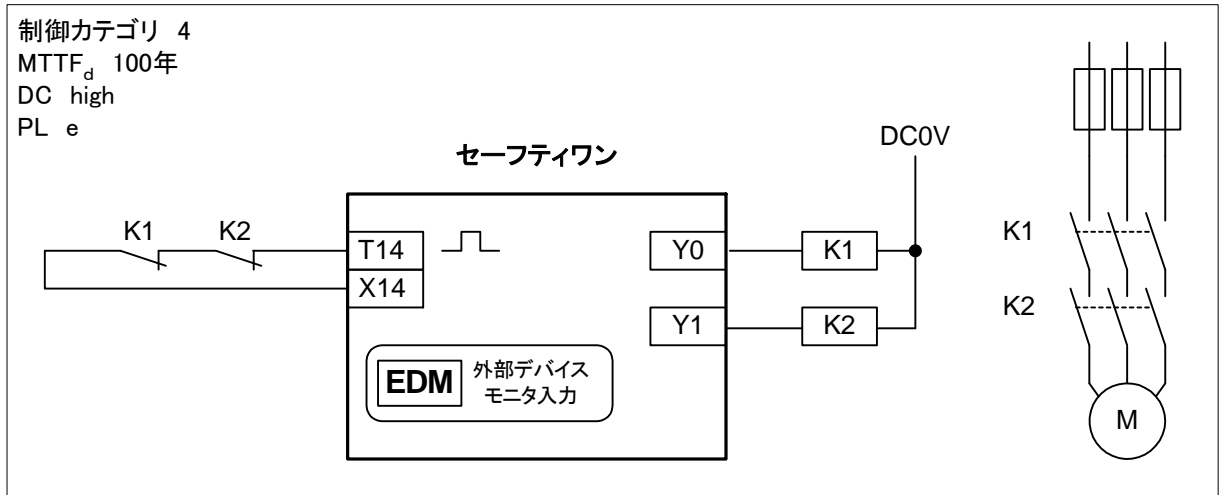 制御カテゴリ 4
MTTFd 100年
DC high
PL e
セーフティワン
DC0V
K1 K2
T14
X14
Y0
K1
Y1
K2
EDM
外部デバイス
モニタ入力
K1
K2
M